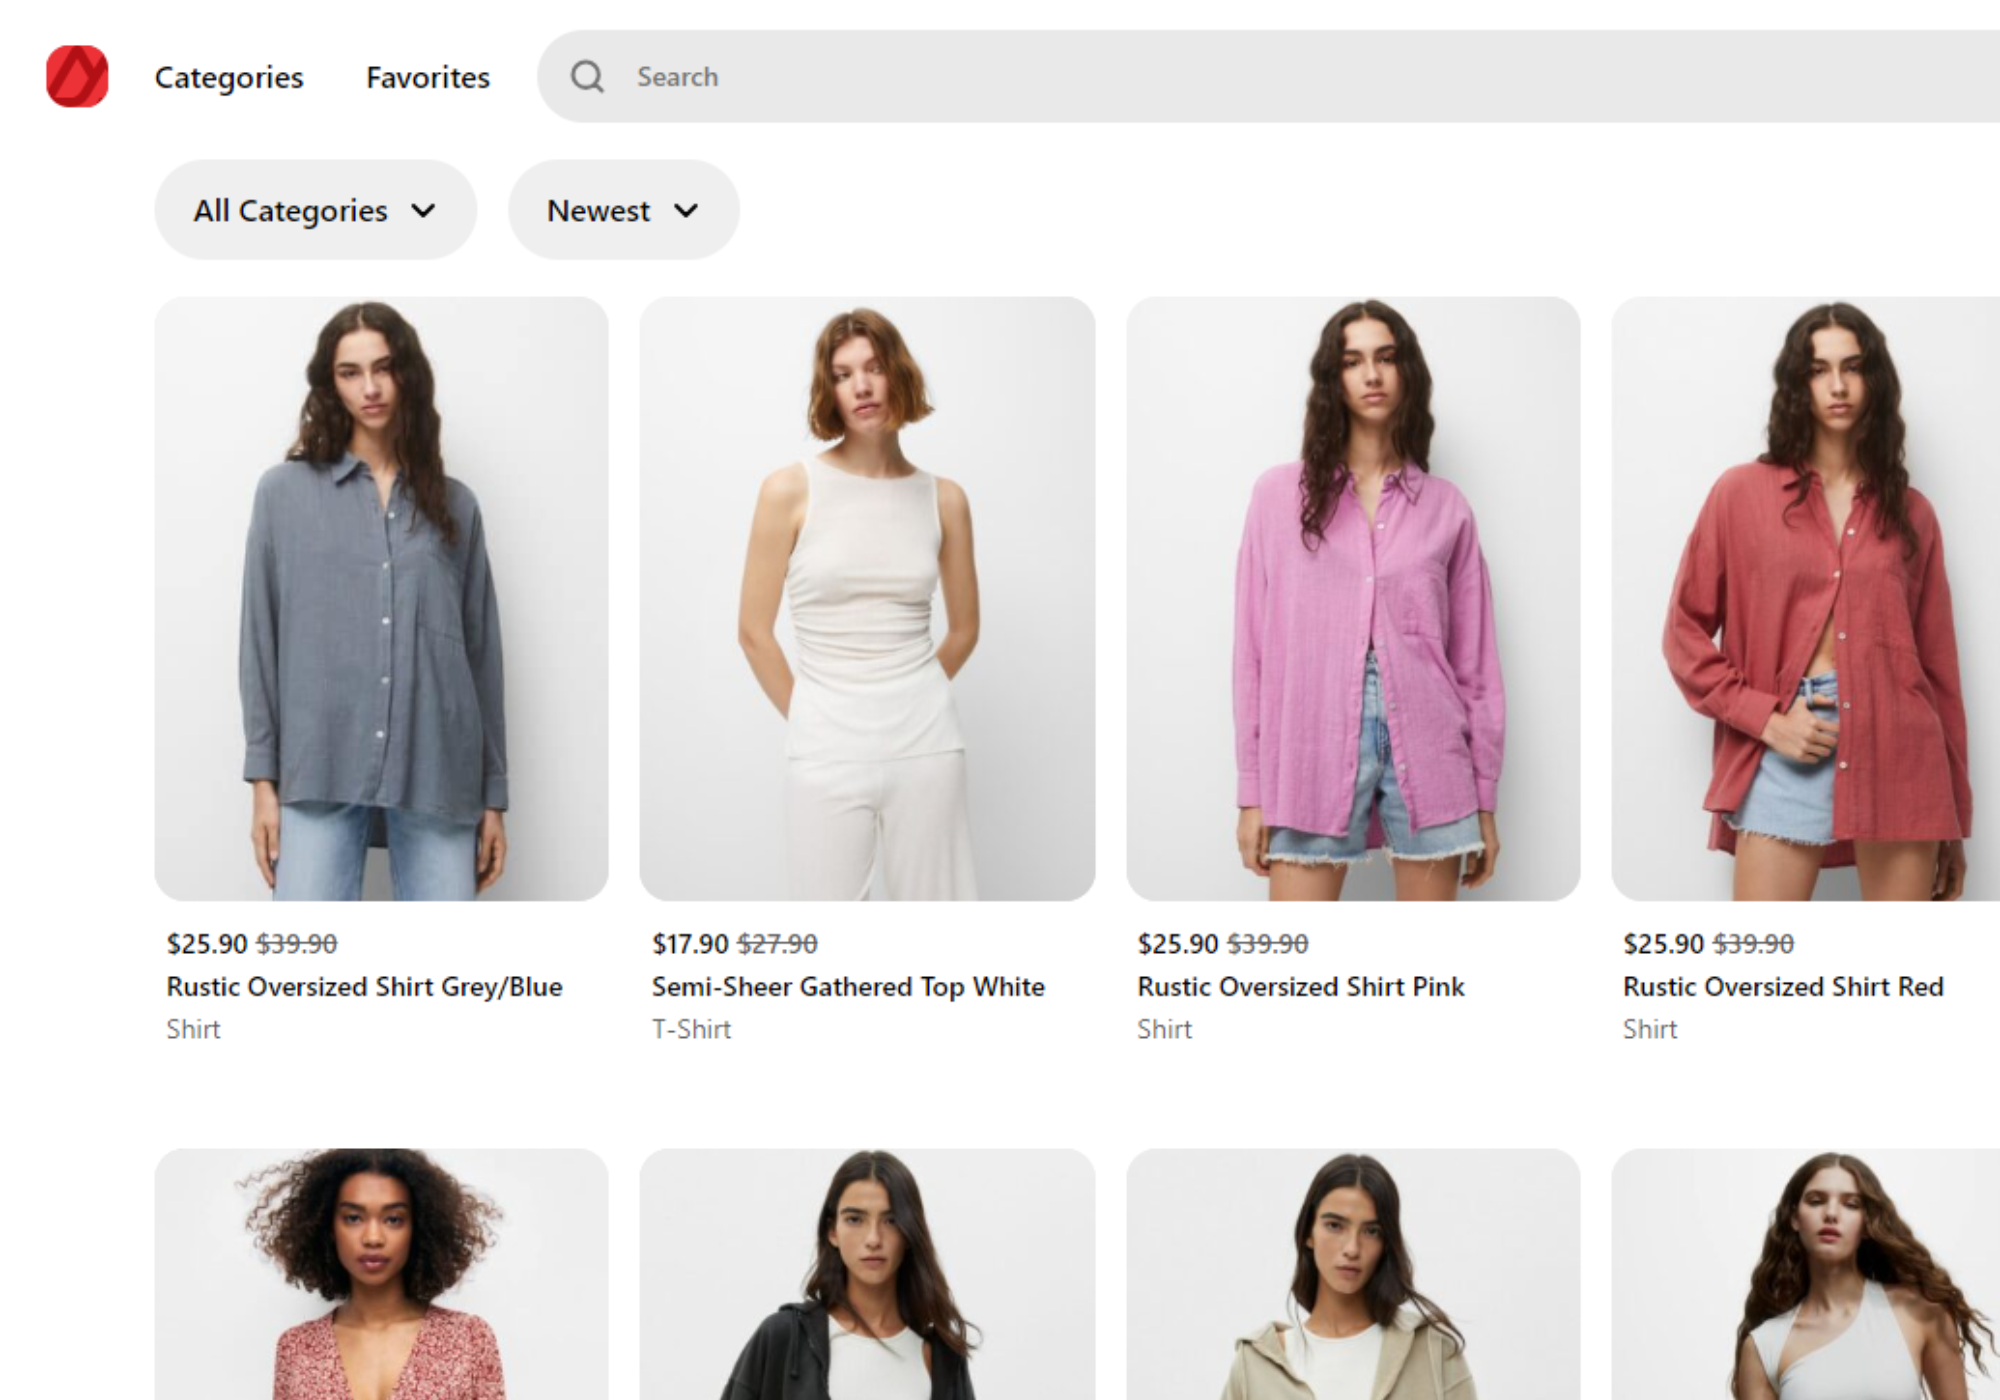 Categories Favorites Search
All Categories Newest
$25.90 $39.90
Rustic Oversized Shirt Grey/Blue
Shirt
$17.90 $27.90
Semi-Sheer Gathered Top White
T-Shirt
$25.90 $39.90
Rustic Oversized Shirt Pink
Shirt
$25.90 $39.90
Rustic Oversized Shirt Red
Shirt